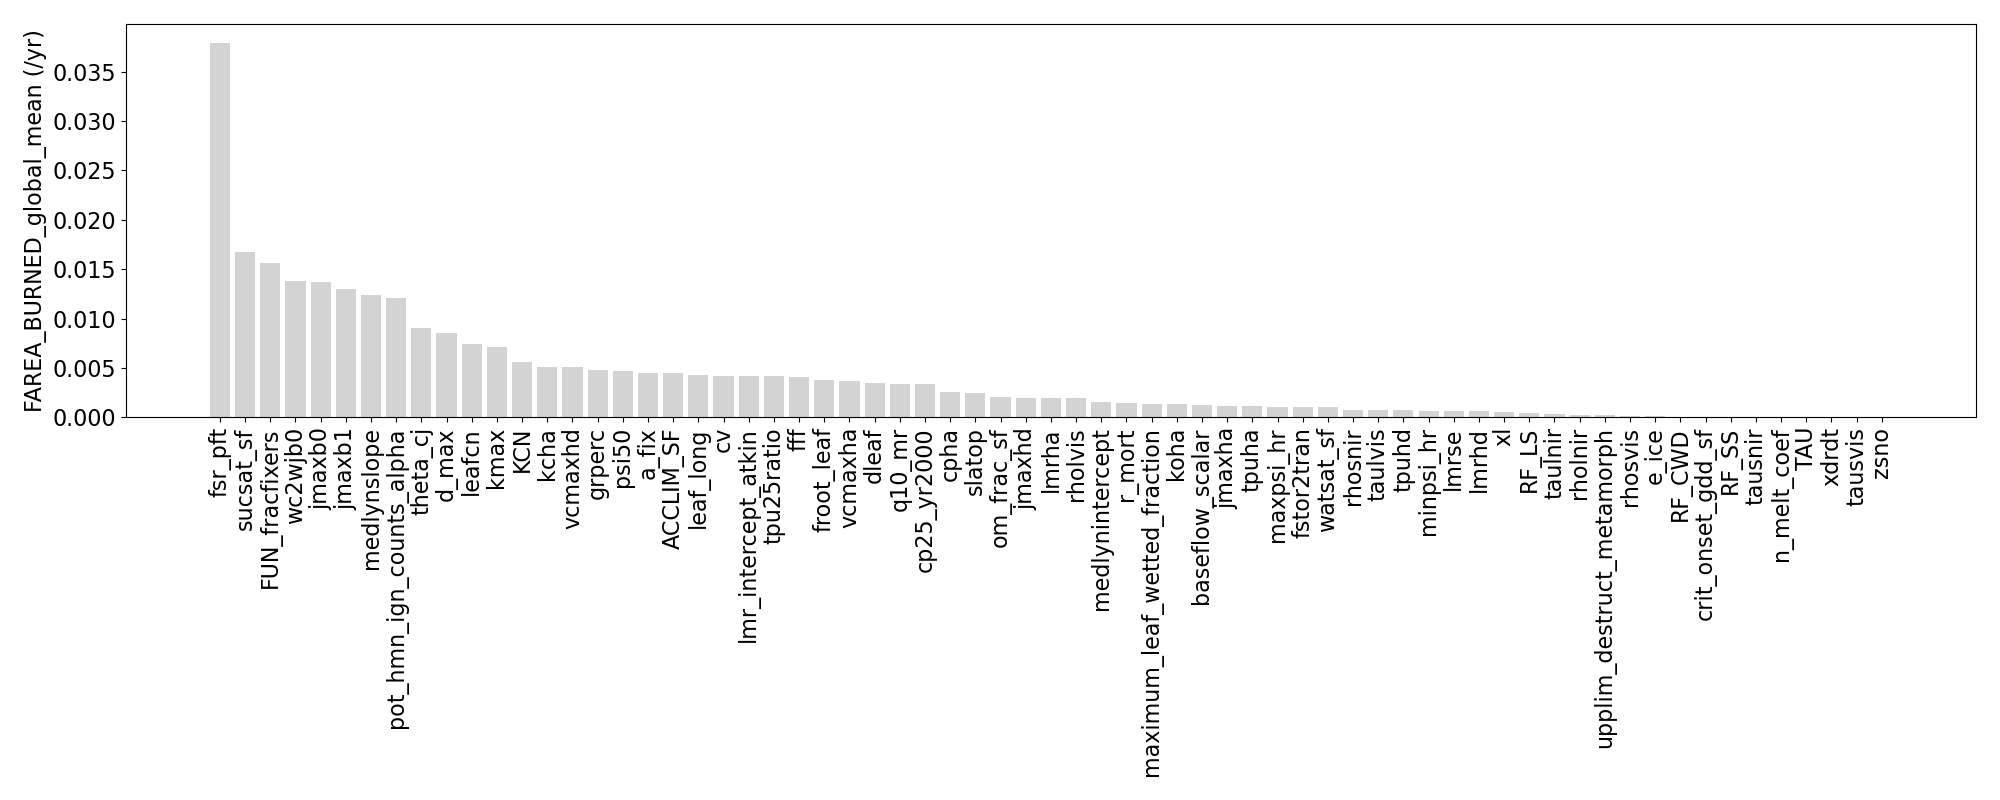 FAREA_BURNED_global_mean (/yr)
0.035
0.030
0.025
0.020
0.015
0.010
0.005
0.000
fsr_pft
sucsat_sf
FUN_fracfixers
wc2wjb0
jmaxb0
jmaxb1
medlynslope
pot_hmn_ign_counts_alpha
theta_cj
d_max
leafcn
kmax
KCN
kcha
vcmaxhd
grperc
psi50
a_fix
ACCLIM_SF
leaf_long
cv
lmr_intercept_atkin
tpu25ratio
fff
froot_leaf
vcmaxha
dleaf
q10_mr
cp25_yr2000
cpha
slatop
om_frac_sf
jmaxhd
lmrha
rholvis
medlynintercept
r_mort
maximum_leaf_wetted_fraction
koha
baseflow_scalar
jmaxha
tpuha
maxpsi_hr
fstor2tran
watsat_sf
rhosnir
taulvis
tpuhd
minpsi_hr
lmrse
lmrhd
xl
RF_LS
taulnir
rholnir
upplim_destruct_metamorph
rhosvis
e_ice
RF_CWD
crit_onset_gdd_sf
RF_SS
tausnir
n_melt_coef
TAU
xdrdt
tausvis
zsno